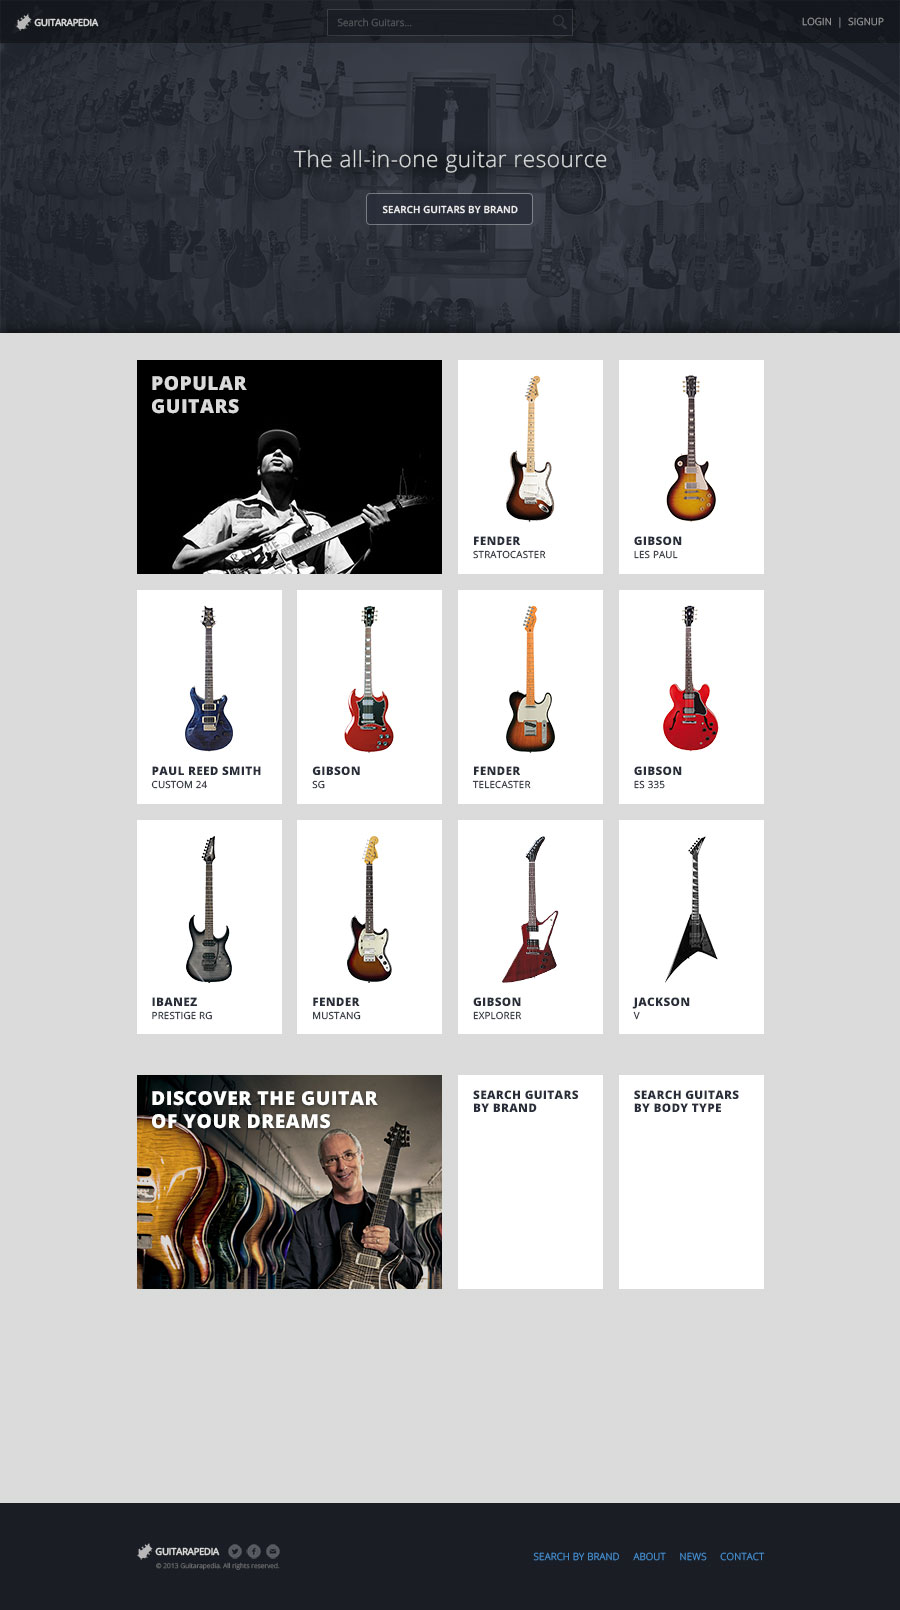 GUITARAPEDIA
Search Guitars...
LOGIN | SIGNUP
The all-in-one guitar resource
SEARCH GUITARS BY BRAND
POPULAR
GUITARS
FENDER
STRATOCASTER
GIBSON
LES PAUL
PAUL REED SMITH
CUSTOM 24
GIBSON
SG
FENDER
TELECASTER
GIBSON
ES 335
IBANEZ
PRESTIGE RG
FENDER
MUSTANG
GIBSON
EXPLORER
JACKSON
V
DISCOVER THE GUITAR
OF YOUR DREAMS
SEARCH GUITARS
BY BRAND
SEARCH GUITARS
BY BODY TYPE
GUITARAPEDIA
© 2013 Guitarapedia. All rights reserved.
SEARCH BY BRAND ABOUT NEWS CONTACT